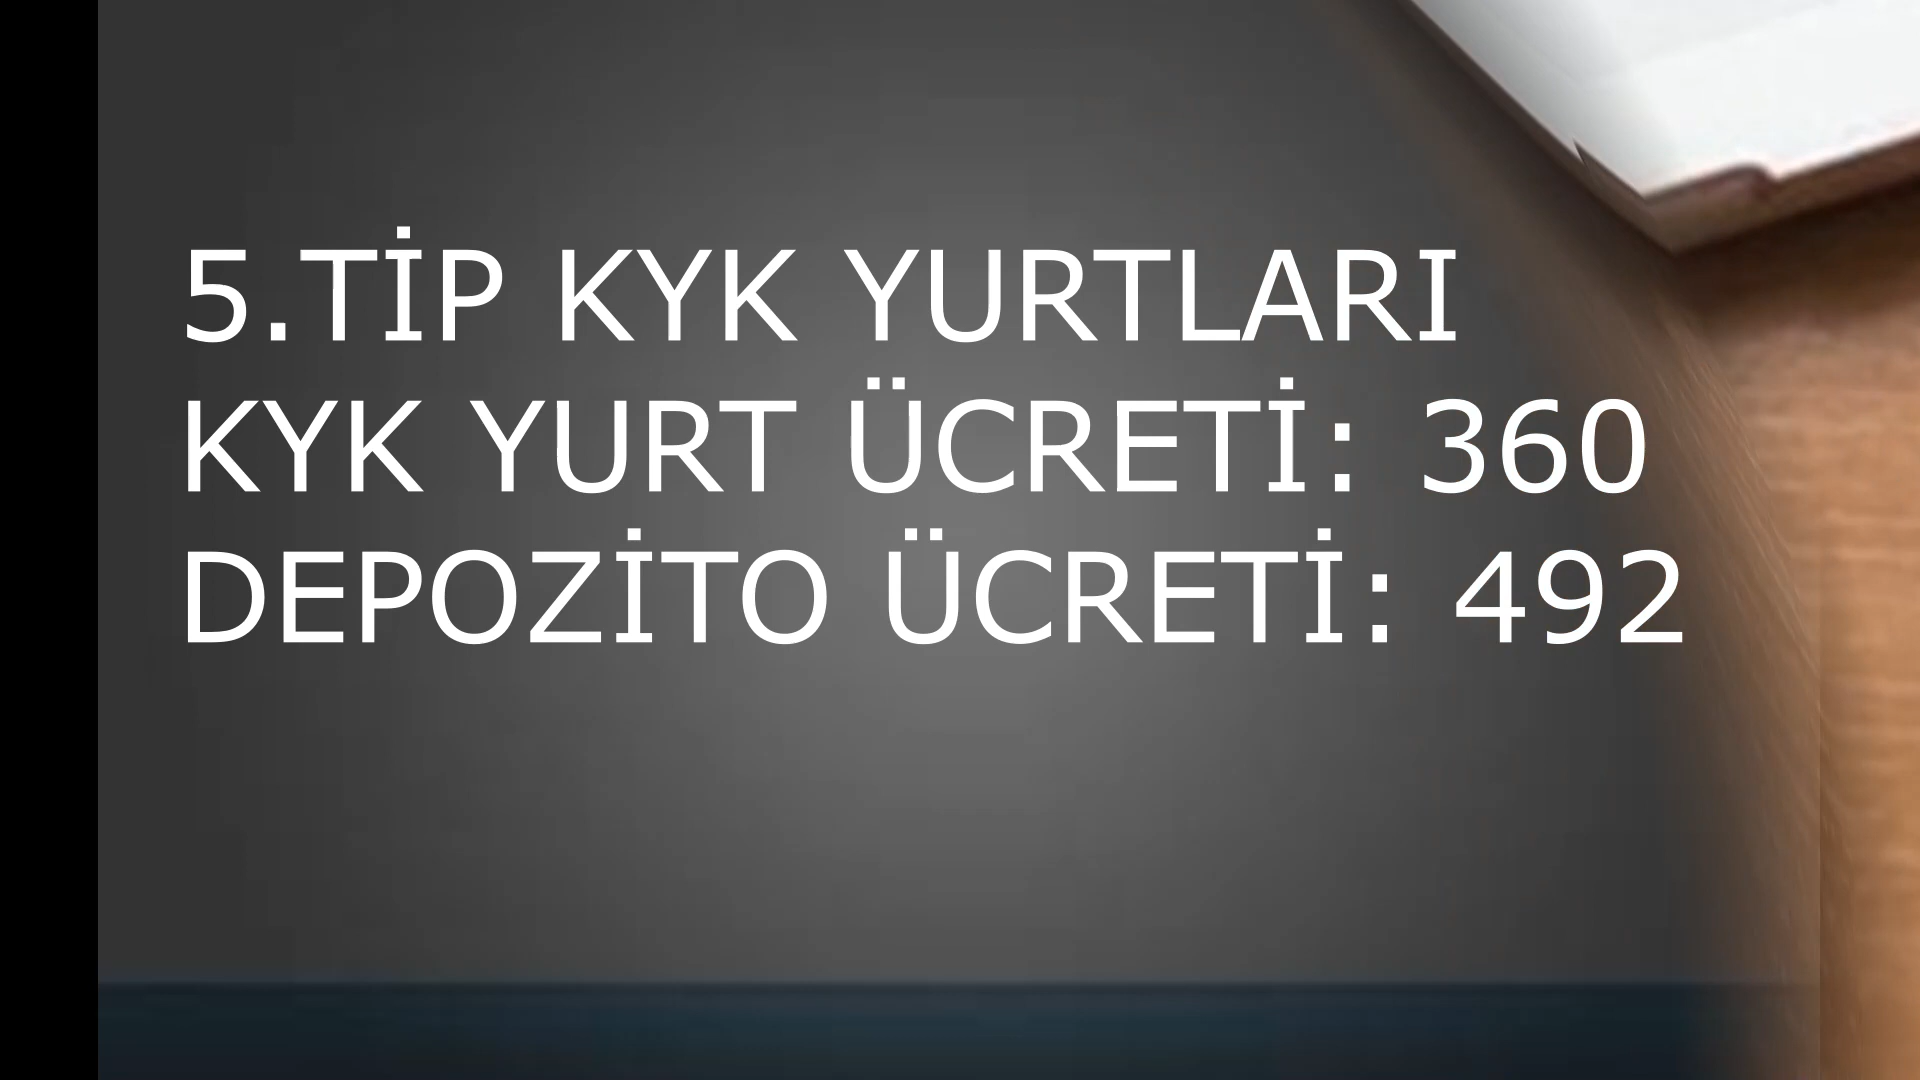 5.TİP KYK YURTLARI
KYK YURT ÜCRETİ: 360
DEPOZİTO ÜCRETİ: 492